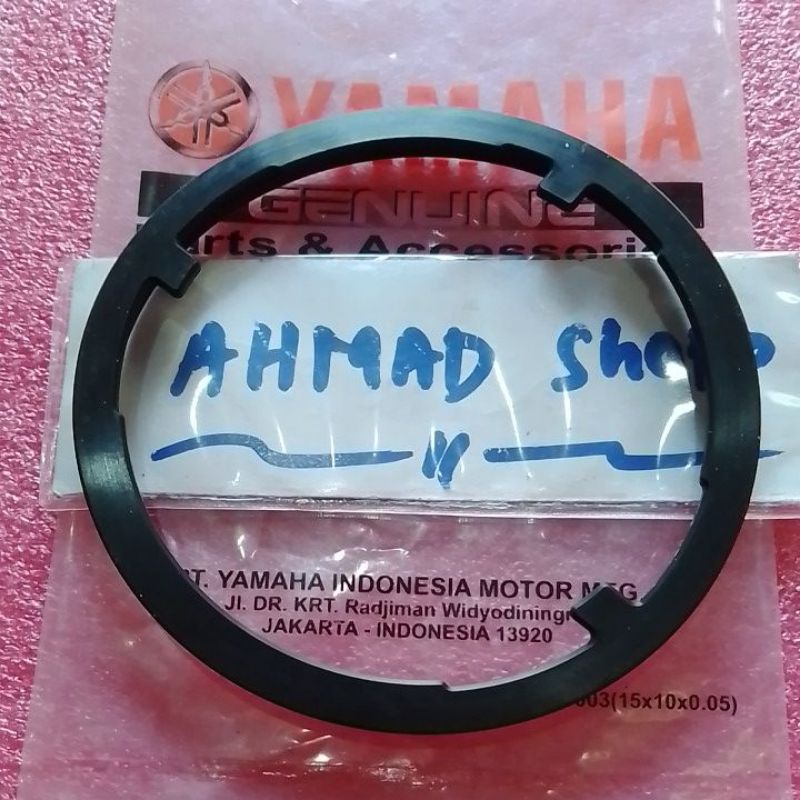 YAMAHA
GENUINE
Parts & Accessori
AHMAD Shop
PT. YAMAHA INDONESIA MOTOR MFG
Jl. DR. KRT. Radjiman Widyodiningr
JAKARTA - INDONESIA 13920
003(15x10x0.05)